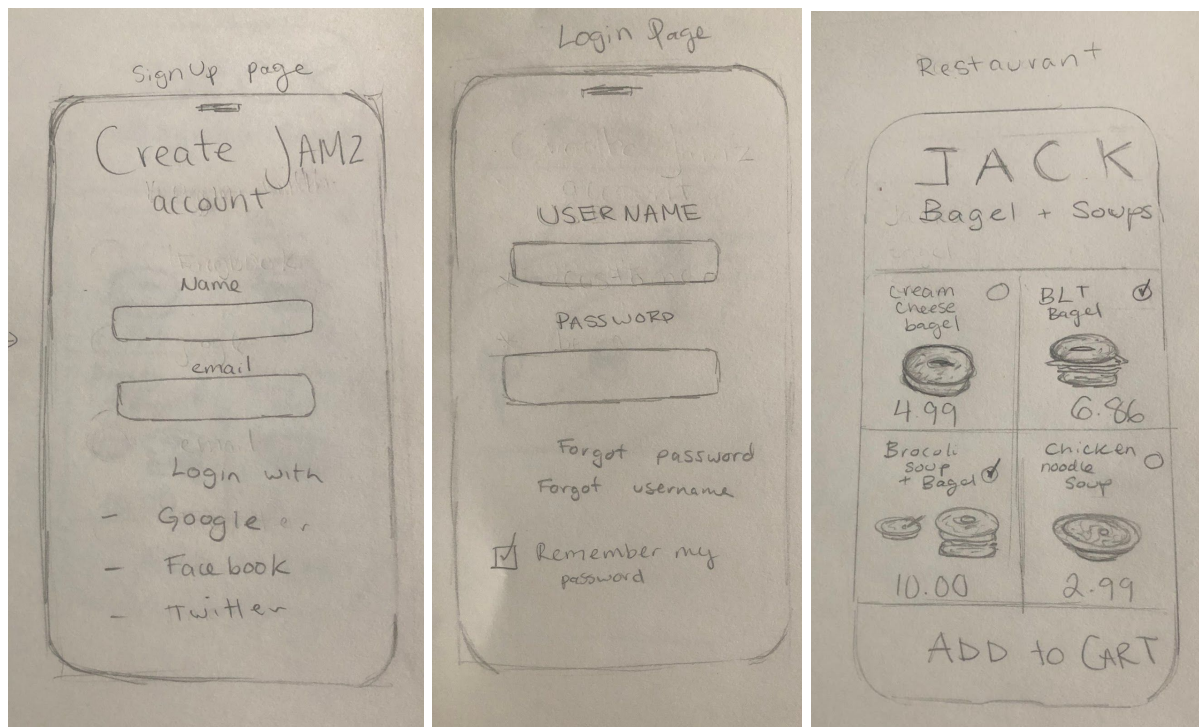 Sign Up page
Create JAMZ
account
Name
email
Login with
- Google
- Facebook
- Twitter
Login Page
USERNAME
PASSWORD
Forgot password
Forgot username
Remember my
password
Restaurant
JACK
Bagel + Soups
Cream
Cheese
bagel
4.99
BLT
Bagel
6.86
Brocoli
Soup
+ Bagel
10.00
Chicken
noodle
Soup
2.99
ADD to CART